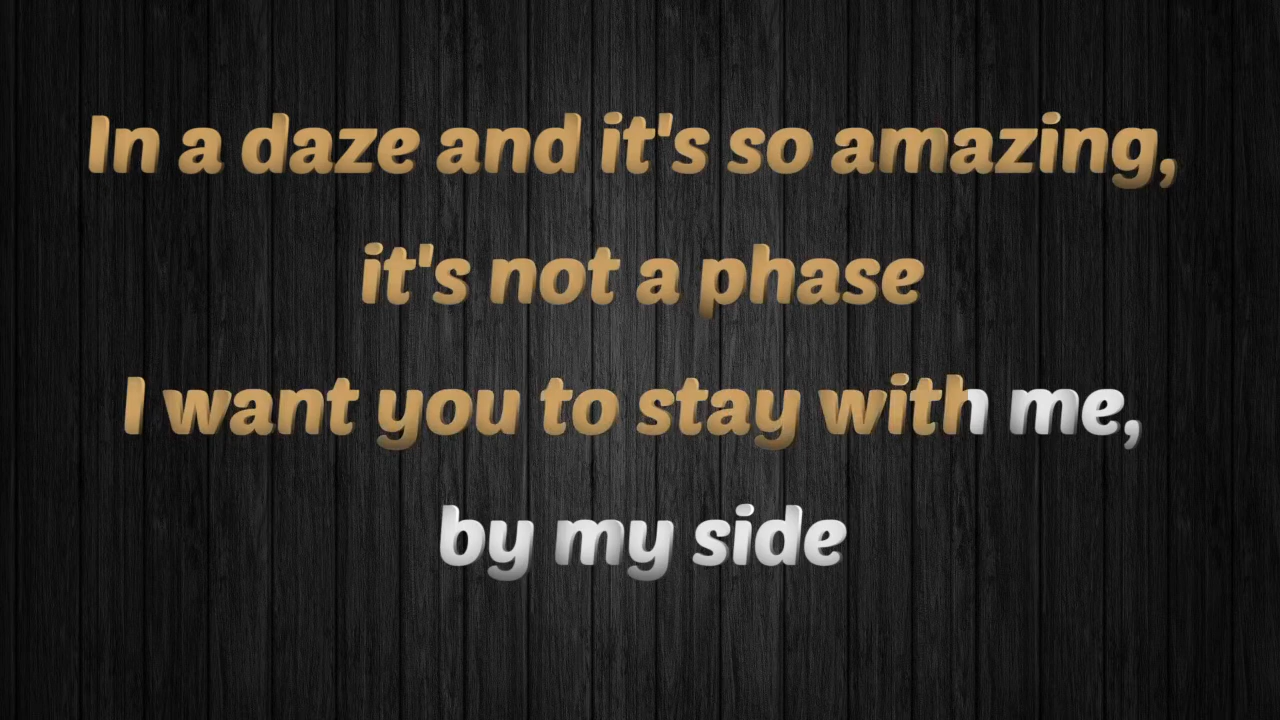 In a daze and it's so amazing,
it's not a phase
I want you to stay with me,
by my side